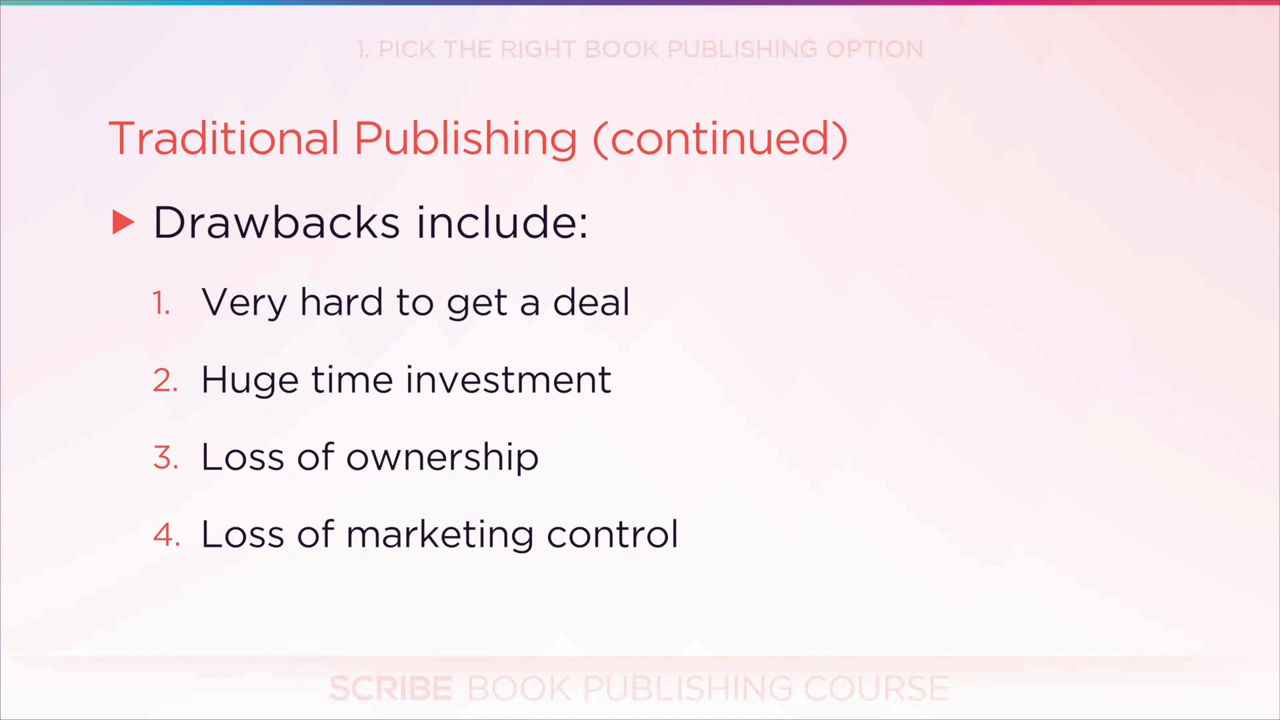 1. PICK THE RIGHT BOOK PUBLISHING OPTION
Traditional Publishing (continued)
Drawbacks include:
1. Very hard to get a deal
2. Huge time investment
3. Loss of ownership
4. Loss of marketing control
SCRIBE BOOK PUBLISHING COURSE